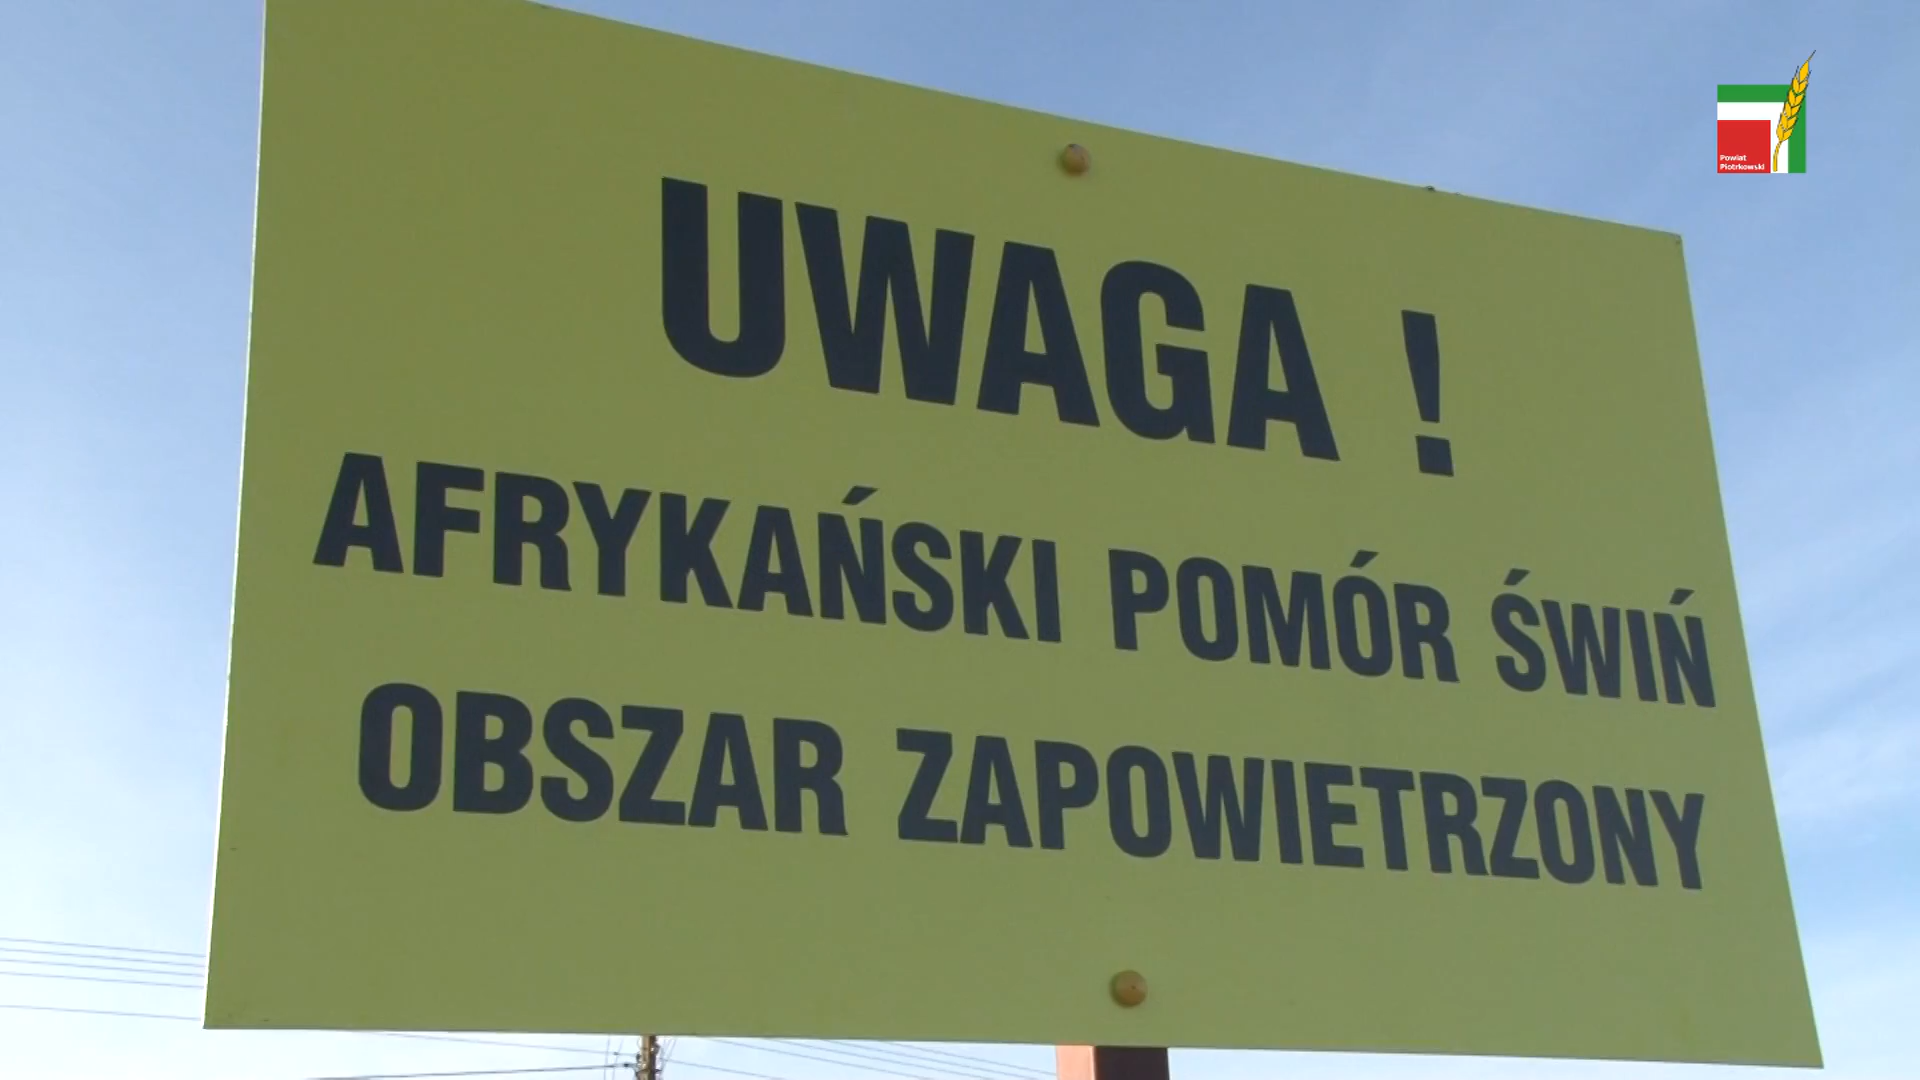 UWAGA !
AFRYKAŃSKI POMÓR ŚWIŃ
OBSZAR ZAPOWIETRZONY
Powiat
Piotrkowski